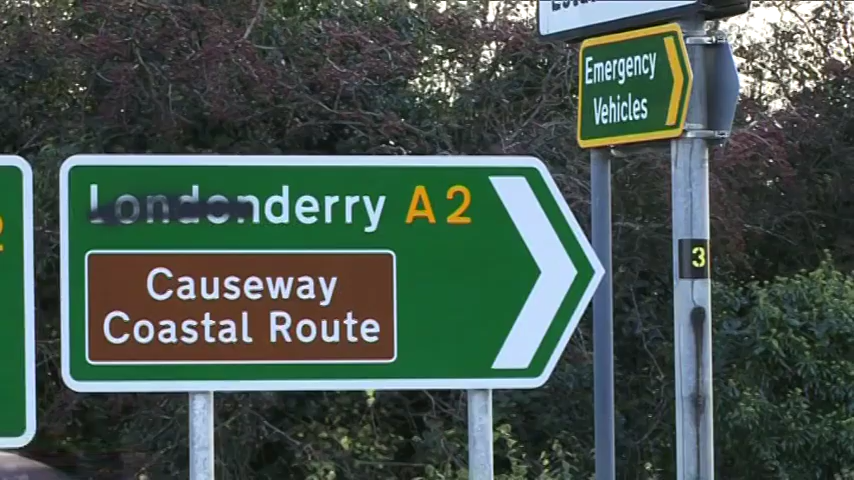 Emergency
Vehicles
Londonderry A2
Causeway
Coastal Route
3